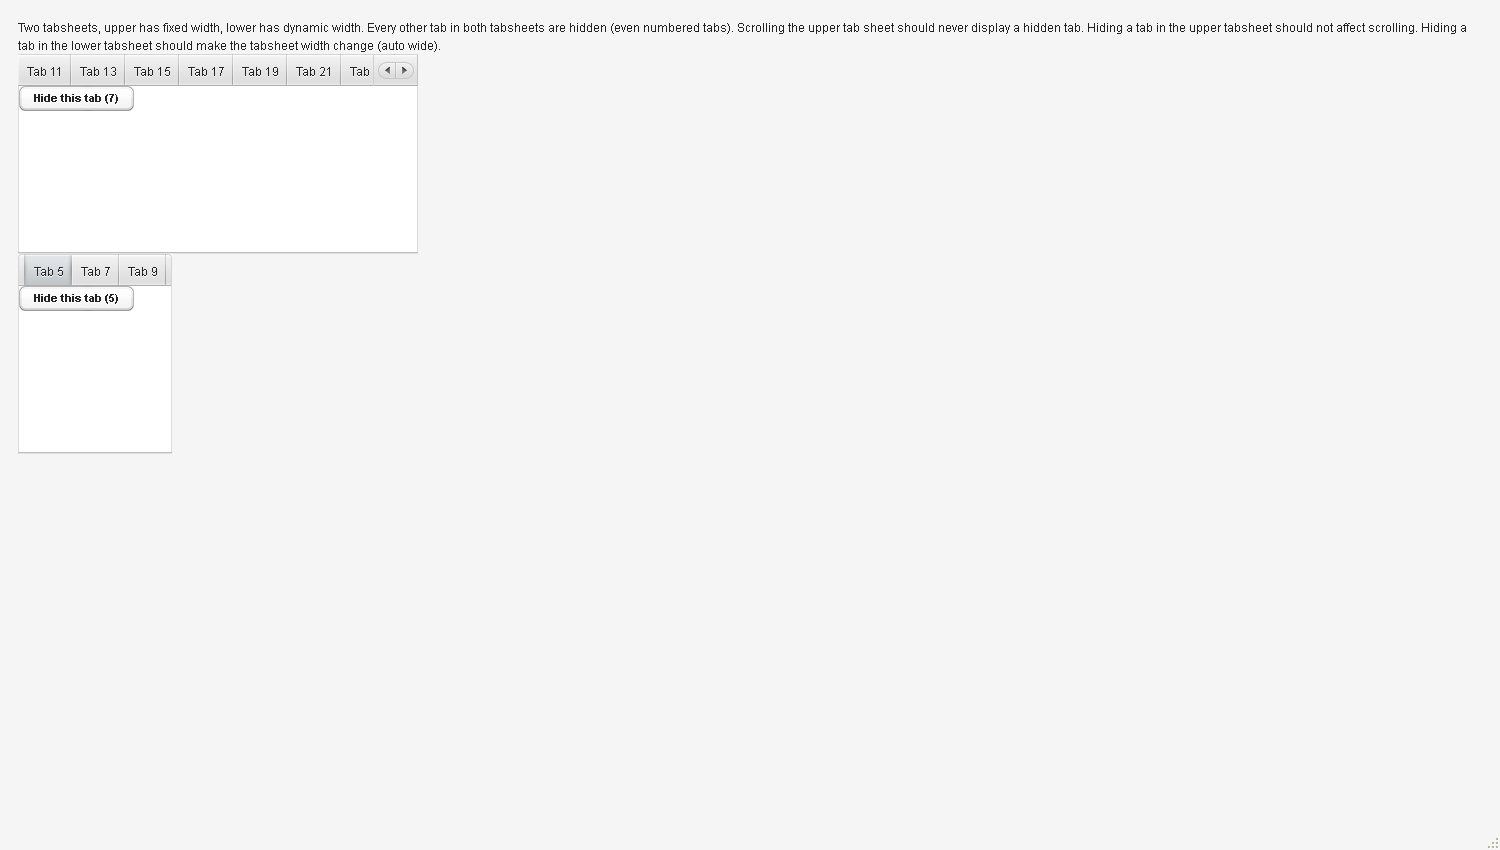 Two tabsheets, upper has fixed width, lower has dynamic width. Every other tab in both tabsheets are hidden (even numbered tabs). Scrolling the upper tab sheet should never display a hidden tab. Hiding a tab in the upper tabsheet should not affect scrolling. Hiding a
tab in the lower tabsheet should make the tabsheet width change (auto wide).
Tab 11 Tab 13 Tab 15 Tab 17 Tab 19 Tab 21 Tab
Hide this tab (7)
Tab 5 Tab 7 Tab 9
Hide this tab (5)